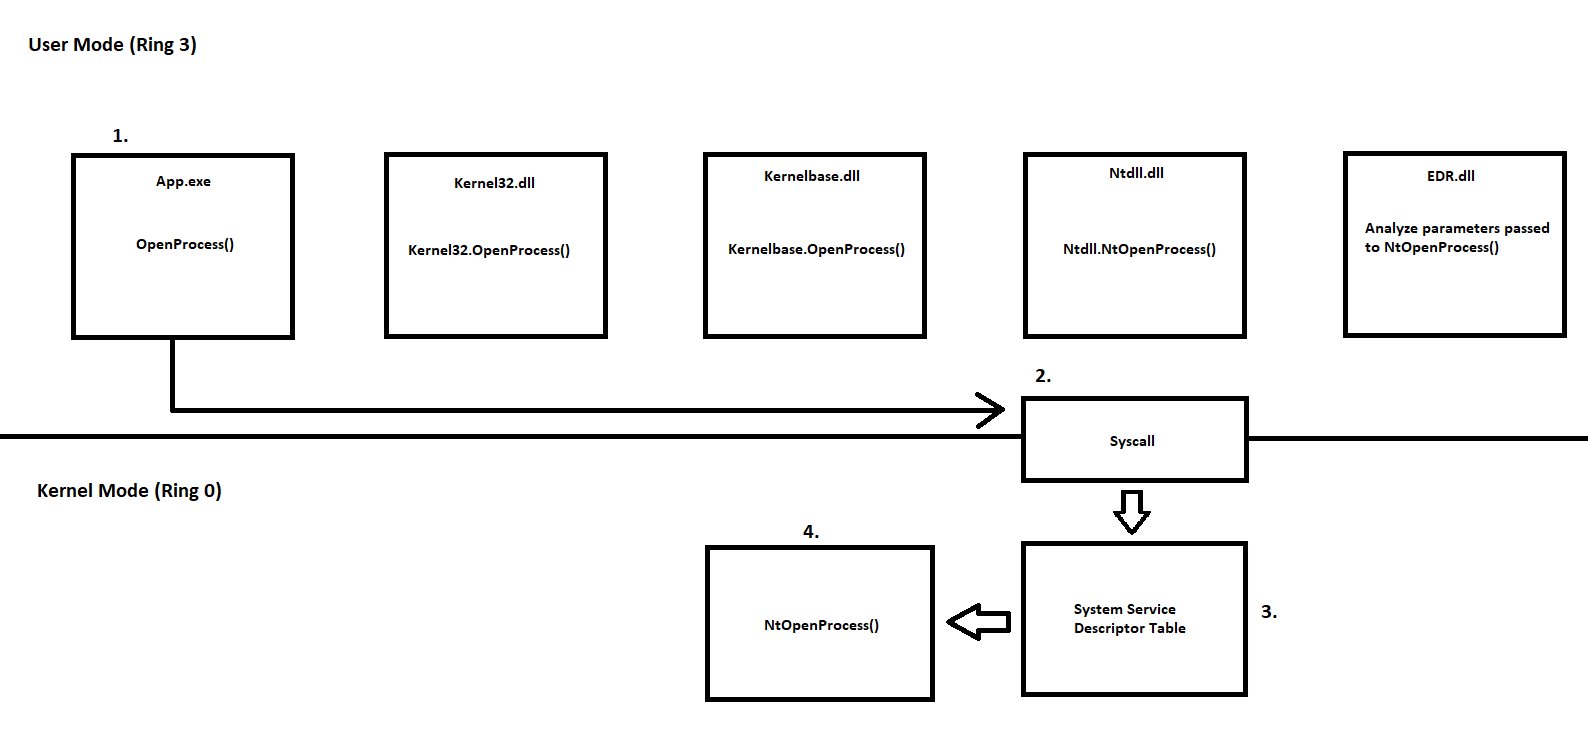 User Mode (Ring 3)
1.
App.exe
OpenProcess()
Kernel32.dll
Kernel32.OpenProcess()
Kernelbase.dll
Kernelbase.OpenProcess()
Ntdll.dll
Ntdll.NtOpenProcess()
EDR.dll
Analyze parameters passed
to NtOpenProcess()
2.
Syscall
Kernel Mode (Ring 0)
3.
System Service
Descriptor Table
4.
NtOpenProcess()